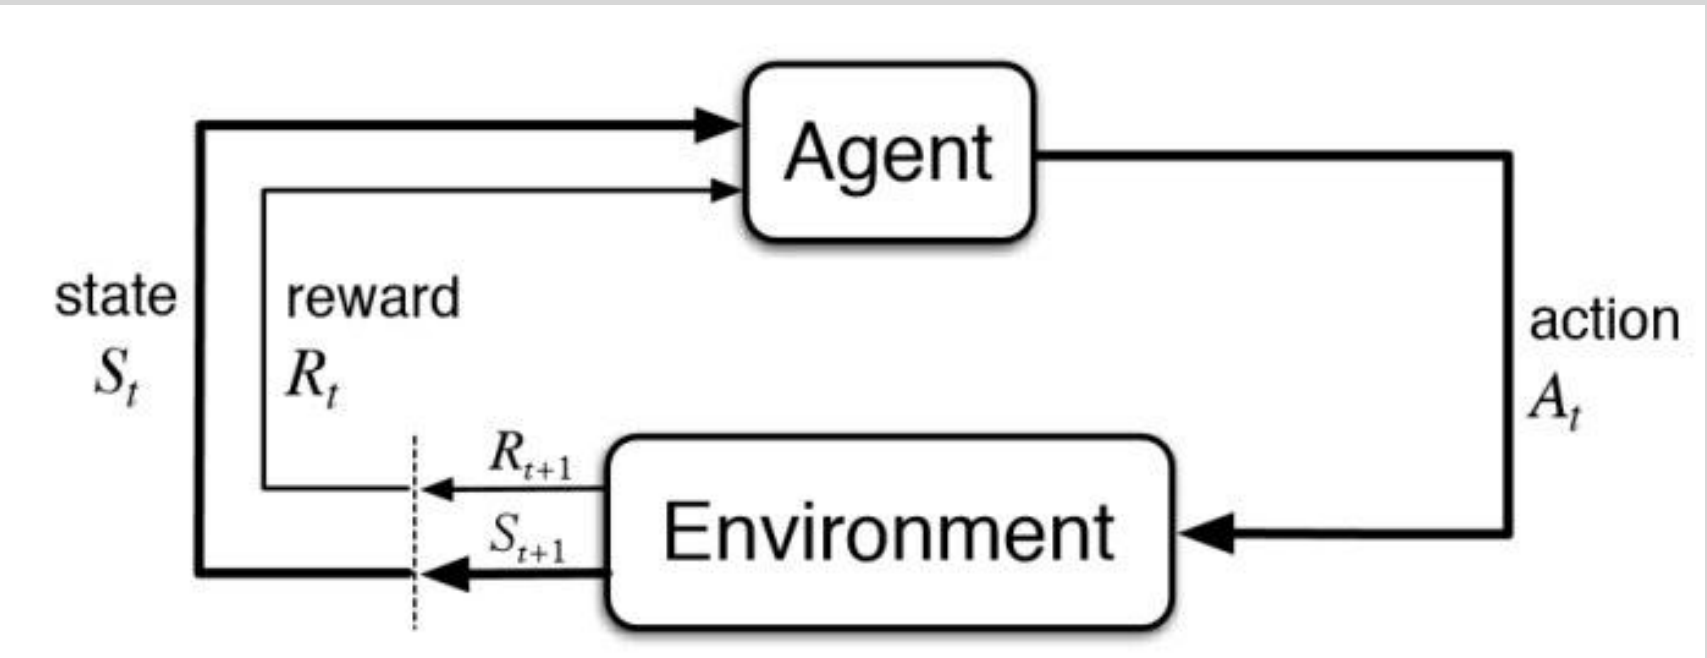 Agent
state
S_t
reward
R_t
action
A_t
R_{t+1}
S_{t+1}
Environment